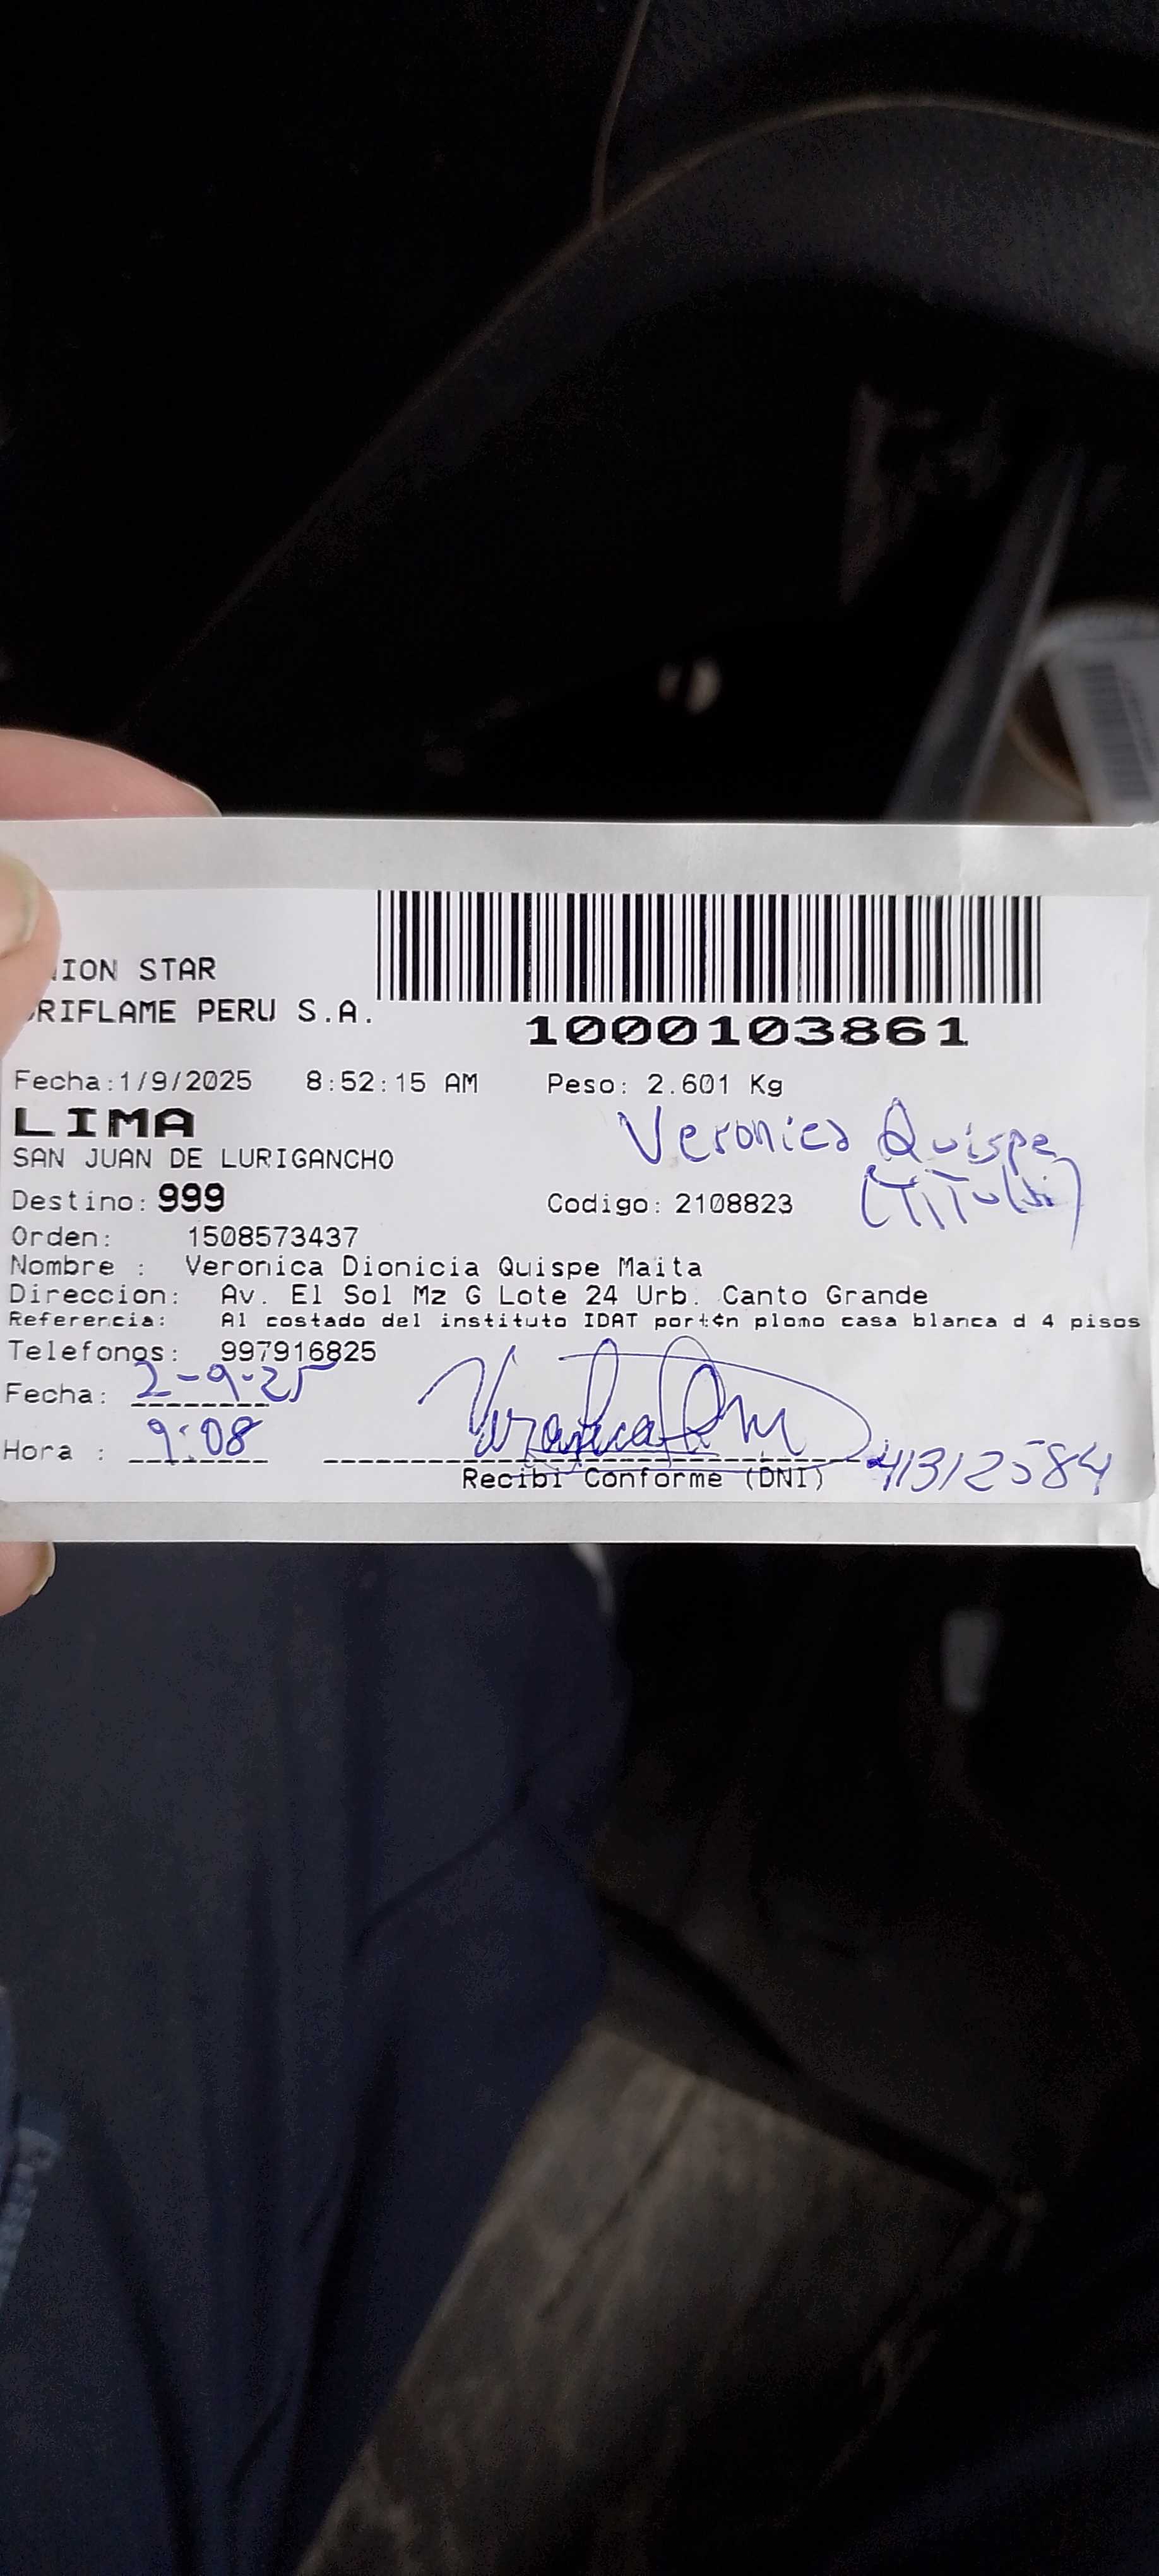 NION STAR
ORIFLAME PERU S.A.
1000103861
Fecha:1/9/2025 8:52:15 AM Peso: 2.601 Kg
LIMA
Veronica Quispe
SAN JUAN DE LURIGANCHO
(TiTular)
Destino: 999 Codigo: 2108823
Orden: 1508573437
Nombre : Veronica Dionicia Quispe Maita
Direccion: Av. El Sol Mz G Lote 24 Urb. Canto Grande
Referencia: Al costado del instituto IDAT port¢n plomo casa blanca d 4 pisos
Telefonos: 997916825
Fecha: 2-9-25
Hora : 9:08
Recibi Conforme (DNI) 41312584